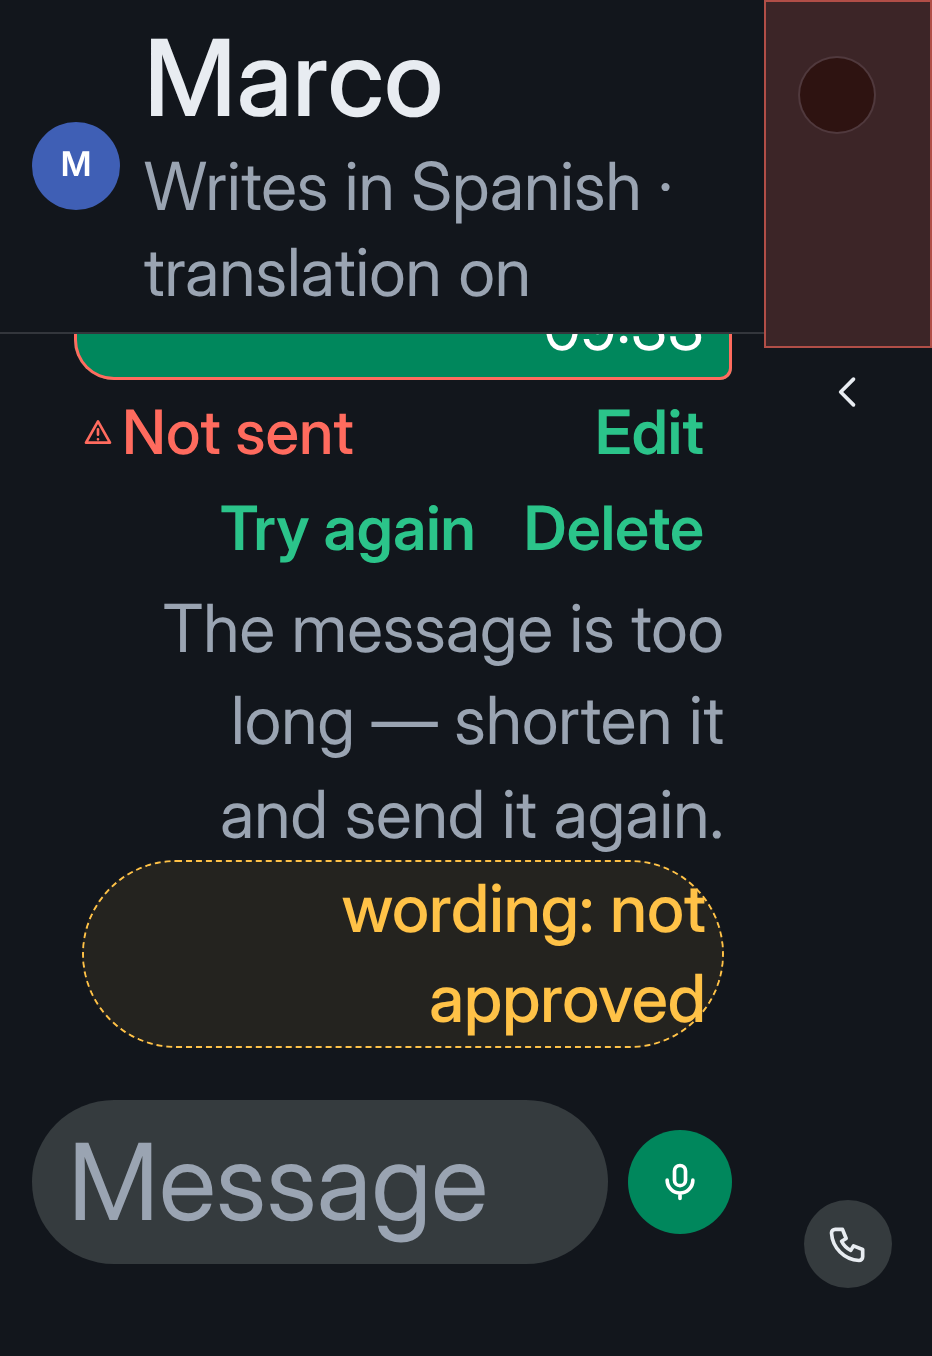 Marco
M
Writes in Spanish ·
translation on
Not sent
Edit
Try again
Delete
The message is too
long — shorten it
and send it again.
wording: not
approved
Message